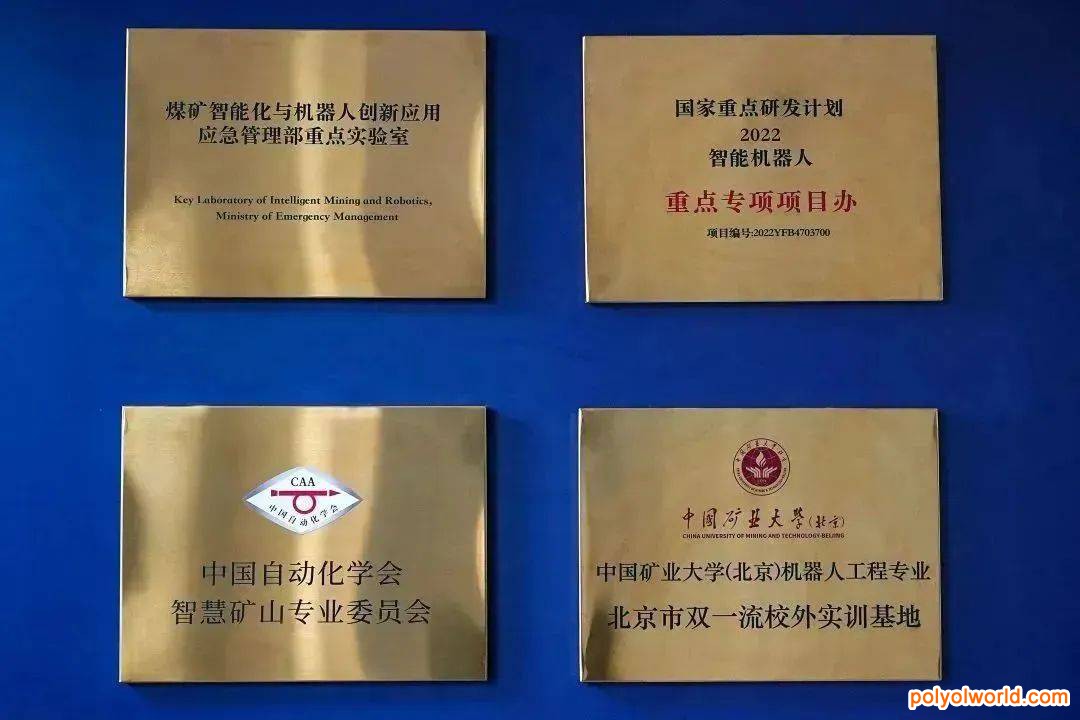 煤矿智能化与机器人创新应用
应急管理部重点实验室
Key Laboratory of Intelligent Mining and Robotics,
Ministry of Emergency Management
国家重点研发计划
2022
智能机器人
重点专项项目办
项目编号:2022YFB4703700
CAA
中国自动化学会
中国自动化学会
智慧矿山专业委员会
中国矿业大学(北京)
CHINA UNIVERSITY OF MINING AND TECHNOLOGY-BEIJING
中国矿业大学(北京)机器人工程专业
北京市双一流校外实训基地
polyolworld.com